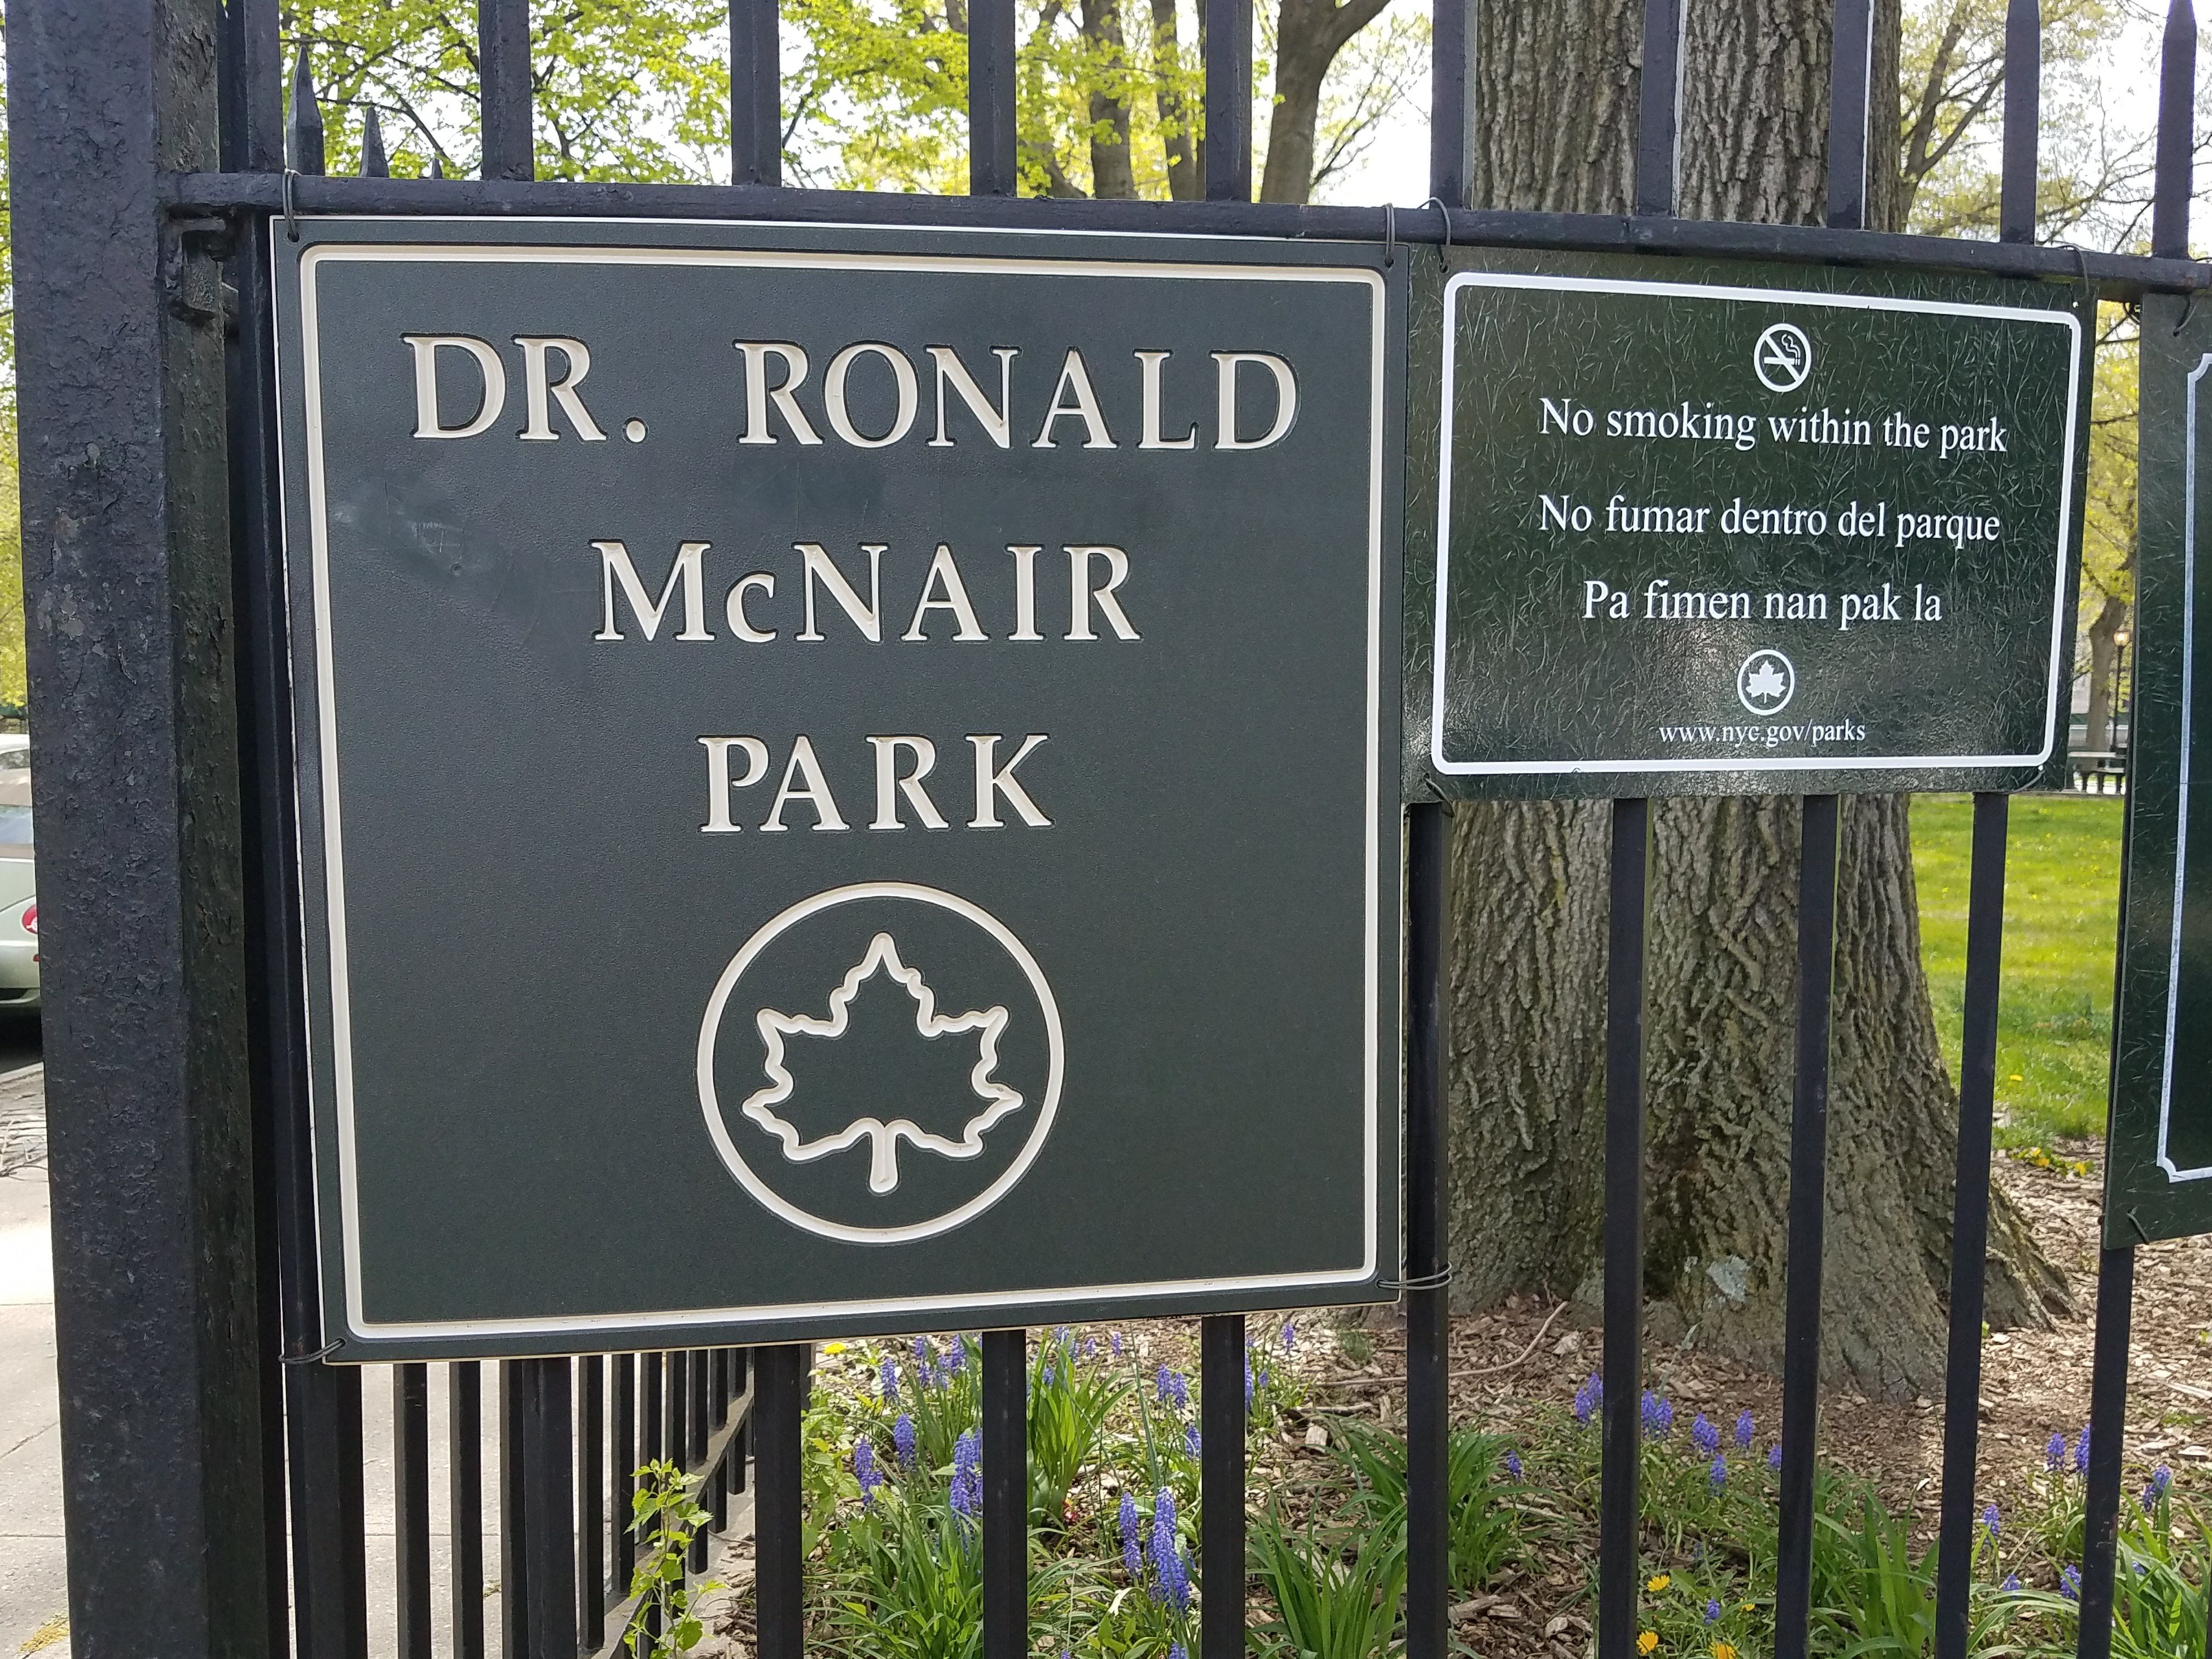 DR. RONALD
McNAIR
PARK
No smoking within the park
No fumar dentro del parque
Pa fimen nan pak la
www.nyc.gov/parks